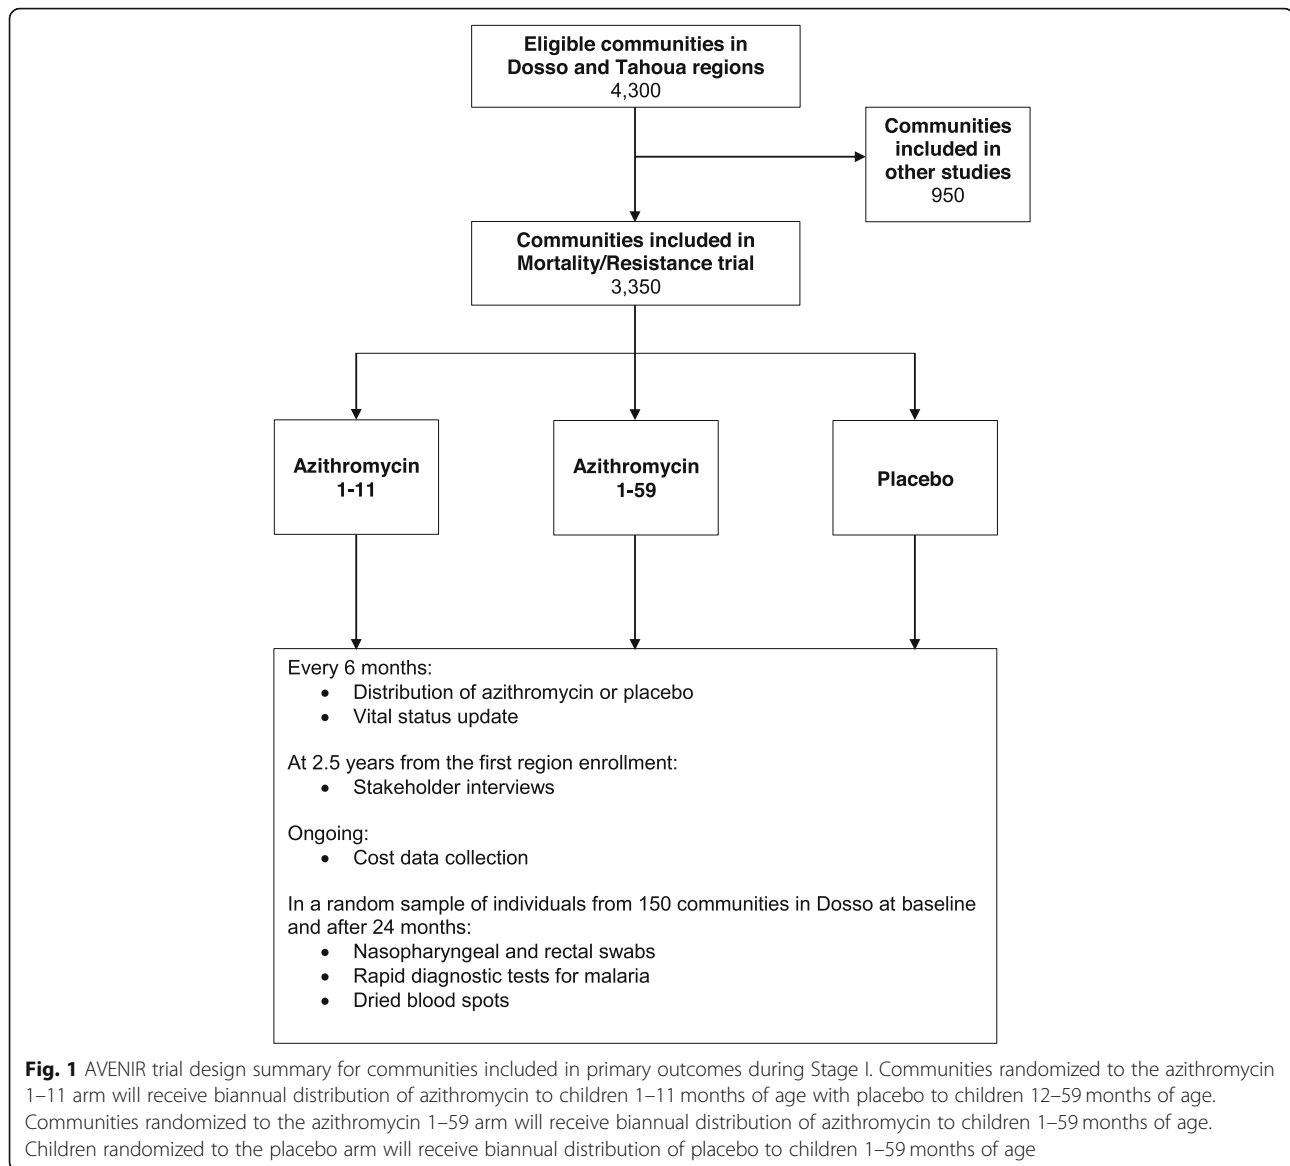 Eligible communities in
Dosso and Tahoua regions
4,300
Communities
included in
other studies
950
Communities included in
Mortality/Resistance trial
3,350
Azithromycin
1-11
Azithromycin
1-59
Placebo
Every 6 months:
• Distribution of azithromycin or placebo
• Vital status update
At 2.5 years from the first region enrollment:
• Stakeholder interviews
Ongoing:
• Cost data collection
In a random sample of individuals from 150 communities in Dosso at baseline
and after 24 months:
• Nasopharyngeal and rectal swabs
• Rapid diagnostic tests for malaria
• Dried blood spots
Fig. 1 AVENIR trial design summary for communities included in primary outcomes during Stage I. Communities randomized to the azithromycin
1–11 arm will receive biannual distribution of azithromycin to children 1–11 months of age with placebo to children 12–59 months of age.
Communities randomized to the azithromycin 1–59 arm will receive biannual distribution of azithromycin to children 1–59 months of age.
Children randomized to the placebo arm will receive biannual distribution of placebo to children 1–59 months of age